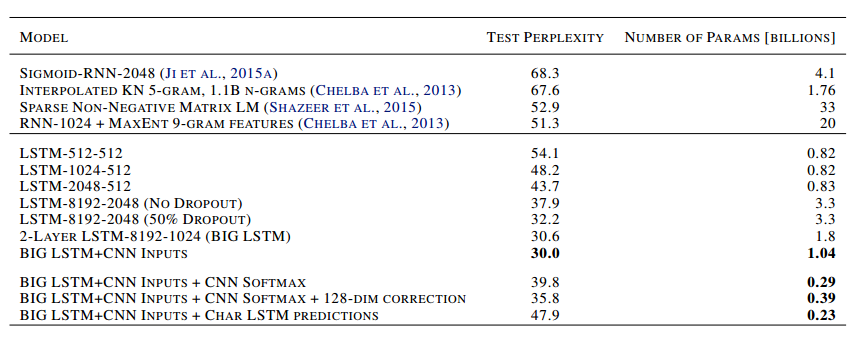 MODEL TEST PERPLEXITY NUMBER OF PARAMS [BILLIONS]
SIGMOID-RNN-2048 (JI ET AL., 2015A) 68.3 4.1
INTERPOLATED KN 5-GRAM, 1.1B N-GRAMS (CHELBA ET AL., 2013) 67.6 1.76
SPARSE NON-NEGATIVE MATRIX LM (SHAZEER ET AL., 2015) 52.9 33
RNN-1024 + MAXENT 9-GRAM FEATURES (CHELBA ET AL., 2013) 51.3 20
LSTM-512-512 54.1 0.82
LSTM-1024-512 48.2 0.82
LSTM-2048-512 43.7 0.83
LSTM-8192-2048 (NO DROPOUT) 37.9 3.3
LSTM-8192-2048 (50% DROPOUT) 32.2 3.3
2-LAYER LSTM-8192-1024 (BIG LSTM) 30.6 1.8
BIG LSTM+CNN INPUTS 30.0 1.04
BIG LSTM+CNN INPUTS + CNN SOFTMAX 39.8 0.29
BIG LSTM+CNN INPUTS + CNN SOFTMAX + 128-DIM CORRECTION 35.8 0.39
BIG LSTM+CNN INPUTS + CHAR LSTM PREDICTIONS 47.9 0.23